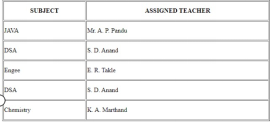 SUBJECT ASSIGNED TEACHER
JAVA Mr. A. P. Pandu
DSA S. D. Anand
Engee E. R. Takle
DSA S. D. Anand
Chemistry K. A. Marthand